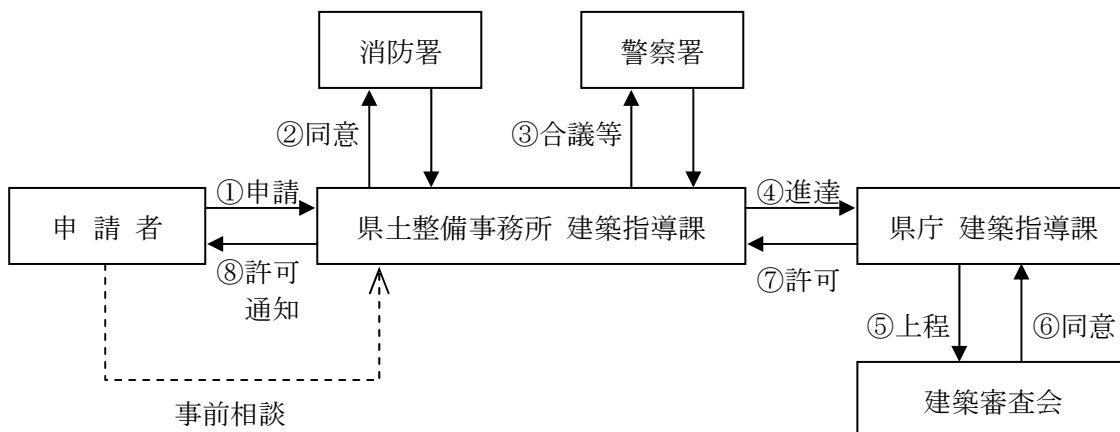 消防署
警察署
②同意
③合議等
①申請
④進達
申 請 者
県土整備事務所 建築指導課
県庁 建築指導課
⑧許可
通知
⑦許可
⑤上程
⑥同意
事前相談
建築審査会